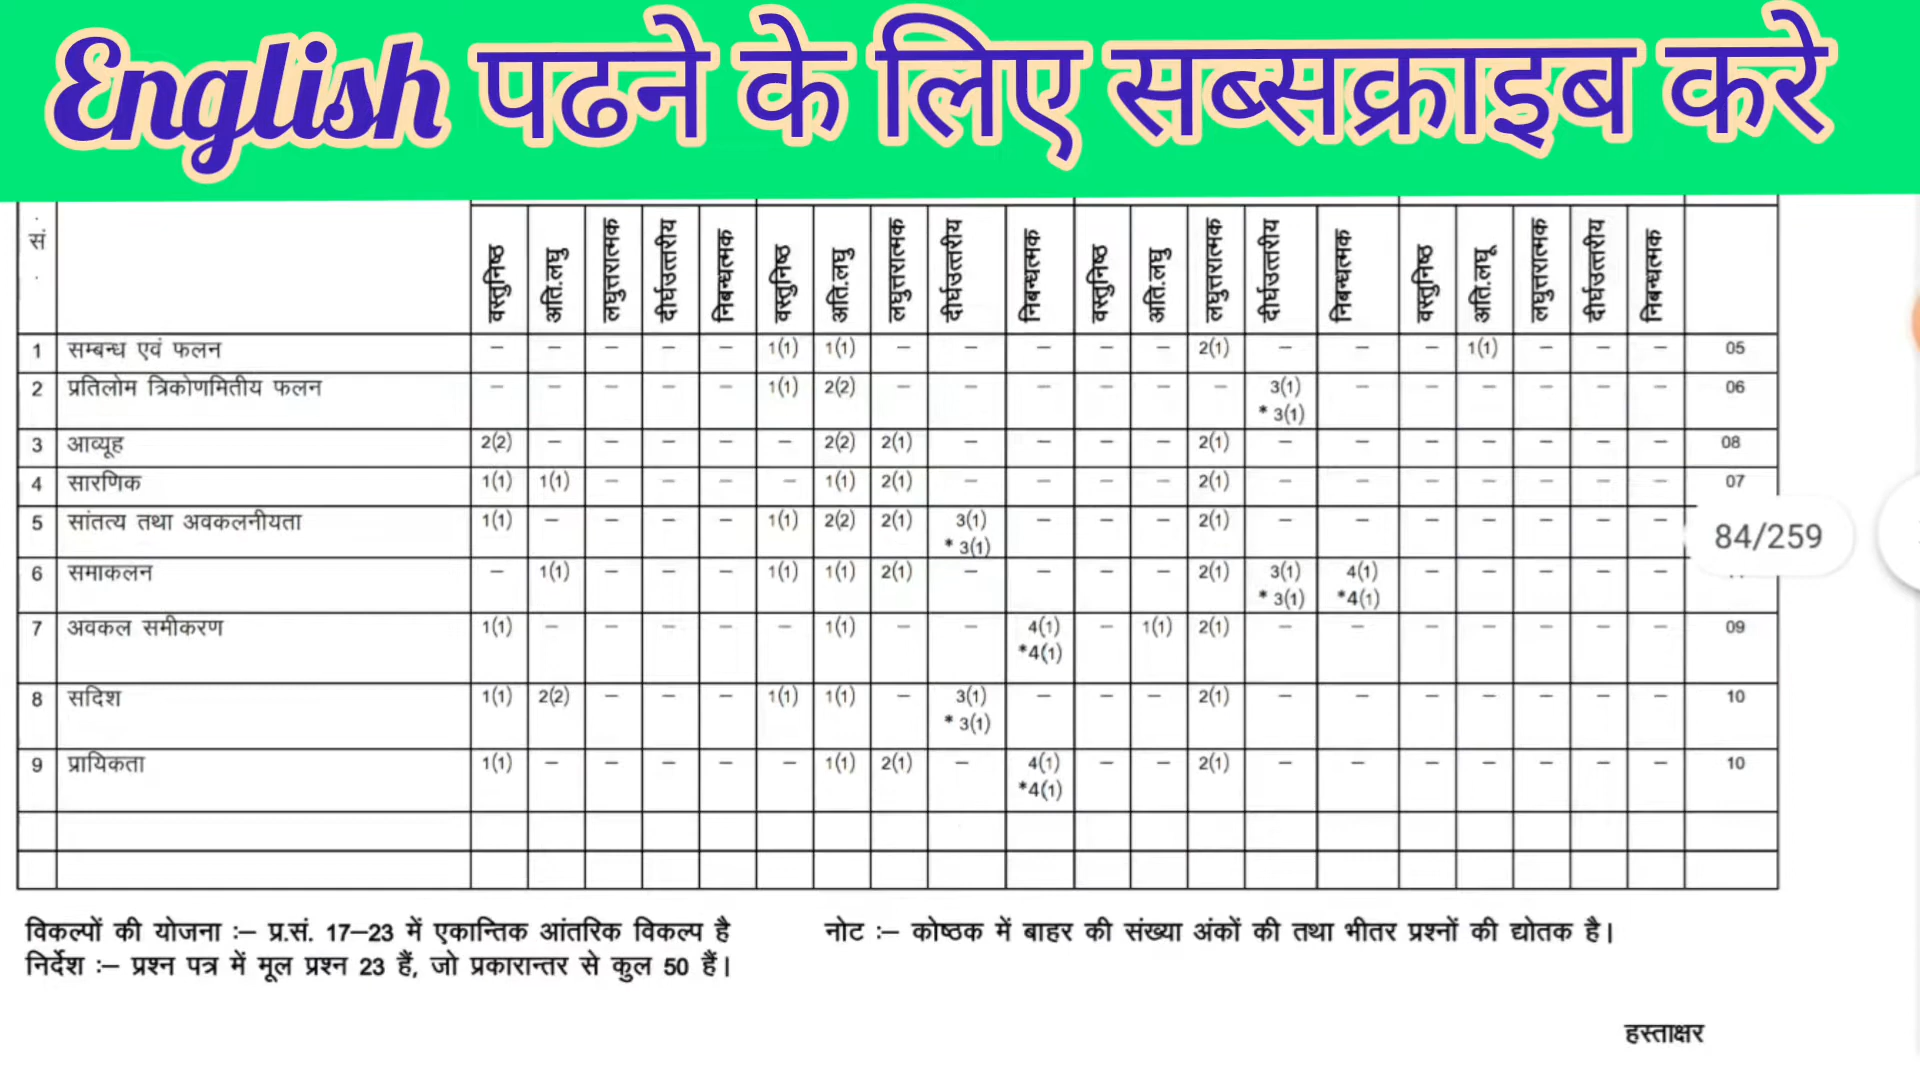 English पढने के लिए सब्सक्राइब करे
सं
वस्तुनिष्ठ अति.लघु लघुत्तरात्मक दीर्घउत्तरीय निबन्धत्मक वस्तुनिष्ठ अति.लघु लघुत्तरात्मक दीर्घउत्तरीय निबन्धत्मक वस्तुनिष्ठ अति.लघु लघुत्तरात्मक दीर्घउत्तरीय निबन्धत्मक वस्तुनिष्ठ अति.लघू लघुत्तरात्मक दीर्घउत्तरीय निबन्धत्मक
1 सम्बन्ध एवं फलन – – – – – 1(1) 1(1) – – – – – 2(1) – – – 1(1) – – – 05
2 प्रतिलोम त्रिकोणमितीय फलन – – – – – 1(1) 2(2) – – – – – – 3(1) – – – – – – 06
* 3(1)
3 आव्यूह 2(2) – – – – – 2(2) 2(1) – – – – 2(1) – – – – – – – 08
4 सारणिक 1(1) 1(1) – – – – 1(1) 2(1) – – – – 2(1) – – – – – – – 07
5 सांतत्य तथा अवकलनीयता 1(1) – – – – 1(1) 2(2) 2(1) 3(1) – – – 2(1) – – – – – – –
* 3(1)
84/259
6 समाकलन – 1(1) – – – 1(1) 1(1) 2(1) – – – – 2(1) 3(1) 4(1) – – – – –
* 3(1) *4(1)
7 अवकल समीकरण 1(1) – – – – – 1(1) – – 4(1) – 1(1) 2(1) – – – – – – – 09
*4(1)
8 सदिश 1(1) 2(2) – – – 1(1) 1(1) – 3(1) – – – 2(1) – – – – – – – 10
* 3(1)
9 प्रायिकता 1(1) – – – – – 1(1) 2(1) – 4(1) – – 2(1) – – – – – – – 10
*4(1)
विकल्पों की योजना :– प्र.सं. 17–23 में एकान्तिक आंतरिक विकल्प है नोट :– कोष्ठक में बाहर की संख्या अंकों की तथा भीतर प्रश्नों की द्योतक है।
निर्देश :– प्रश्न पत्र में मूल प्रश्न 23 हैं, जो प्रकारान्तर से कुल 50 हैं।
हस्ताक्षर